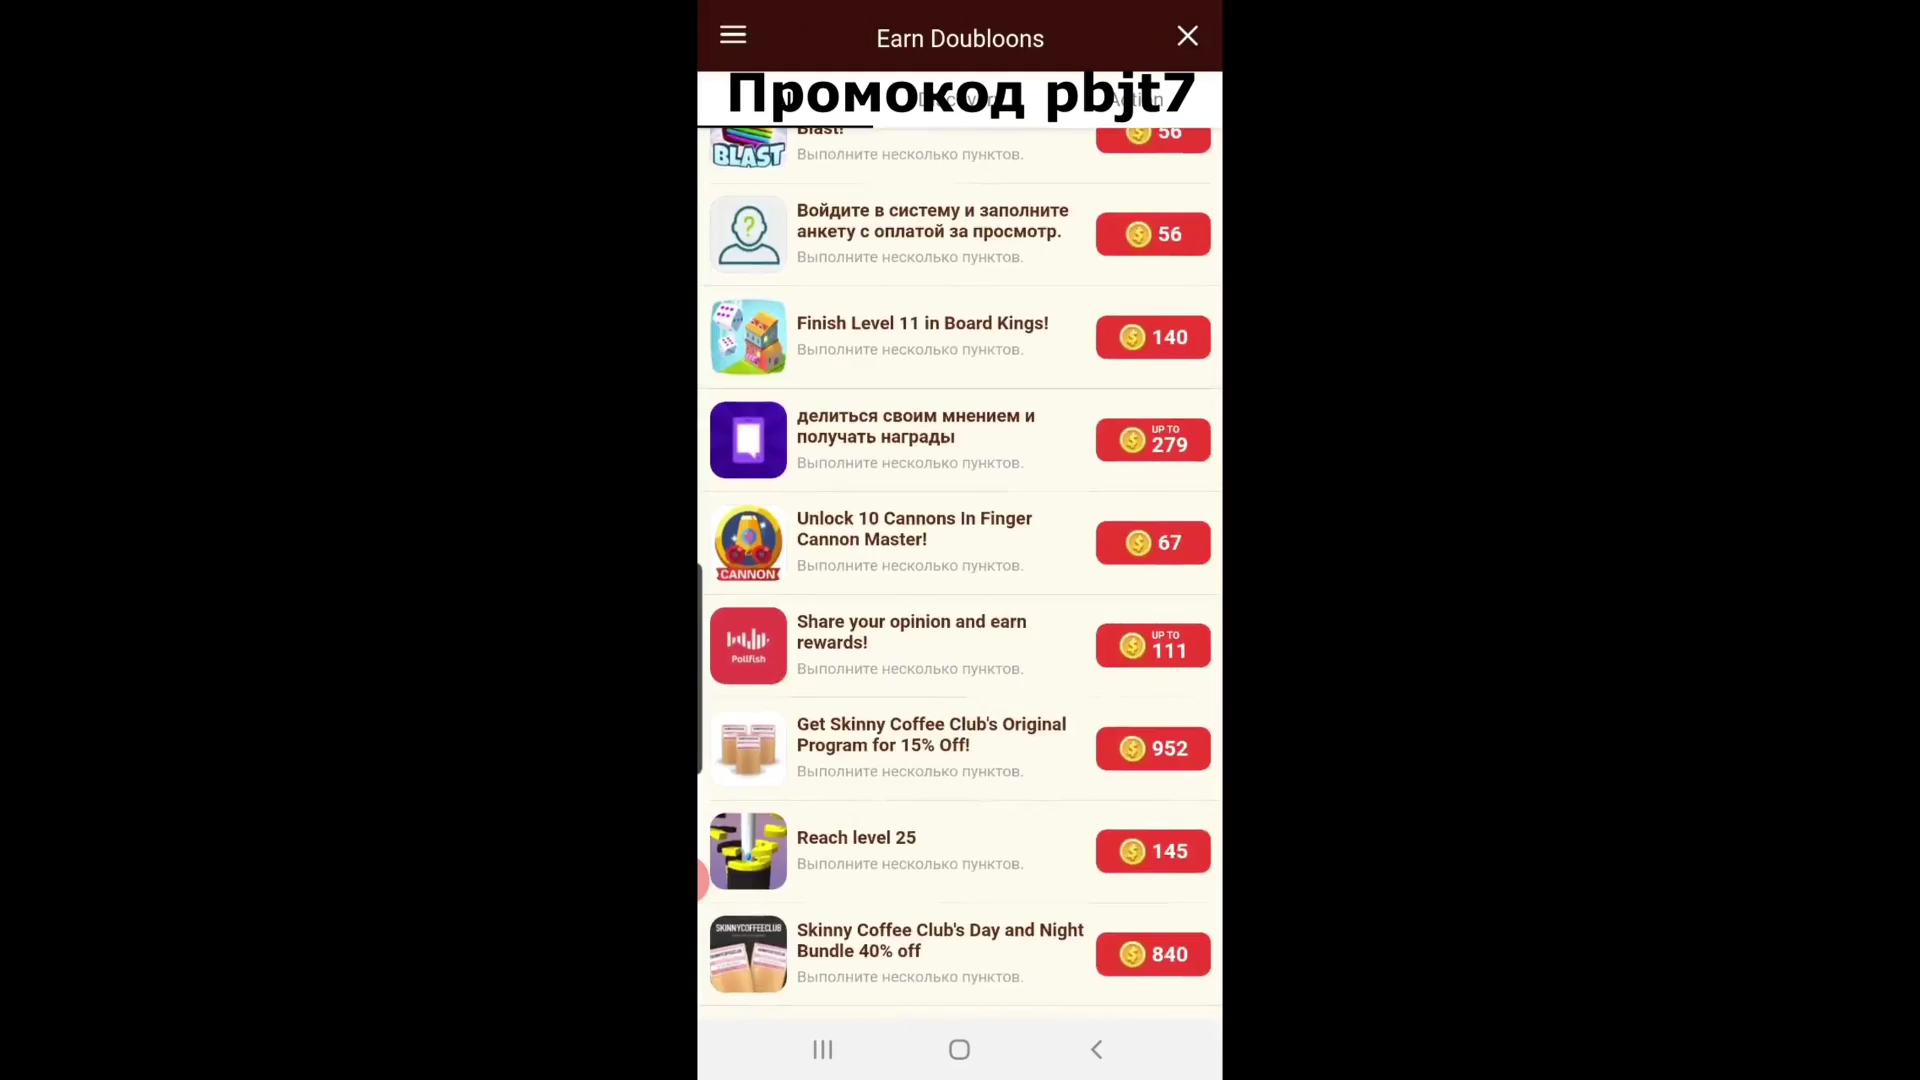 Earn Doubloons
Промокод pbjt7
Blast!
BLAST
Выполните несколько пунктов.
56
Войдите в систему и заполните
анкету с оплатой за просмотр.
Выполните несколько пунктов.
56
Finish Level 11 in Board Kings!
Выполните несколько пунктов.
140
делиться своим мнением и
получать награды
Выполните несколько пунктов.
UP TO
279
Unlock 10 Cannons In Finger
Cannon Master!
CANNON
Выполните несколько пунктов.
67
Share your opinion and earn
rewards!
Pollfish
Выполните несколько пунктов.
UP TO
111
Get Skinny Coffee Club's Original
Program for 15% Off!
Выполните несколько пунктов.
952
Reach level 25
Выполните несколько пунктов.
145
SKINNYCOFFEECLUB
Skinny Coffee Club's Day and Night
Bundle 40% off
Выполните несколько пунктов.
840